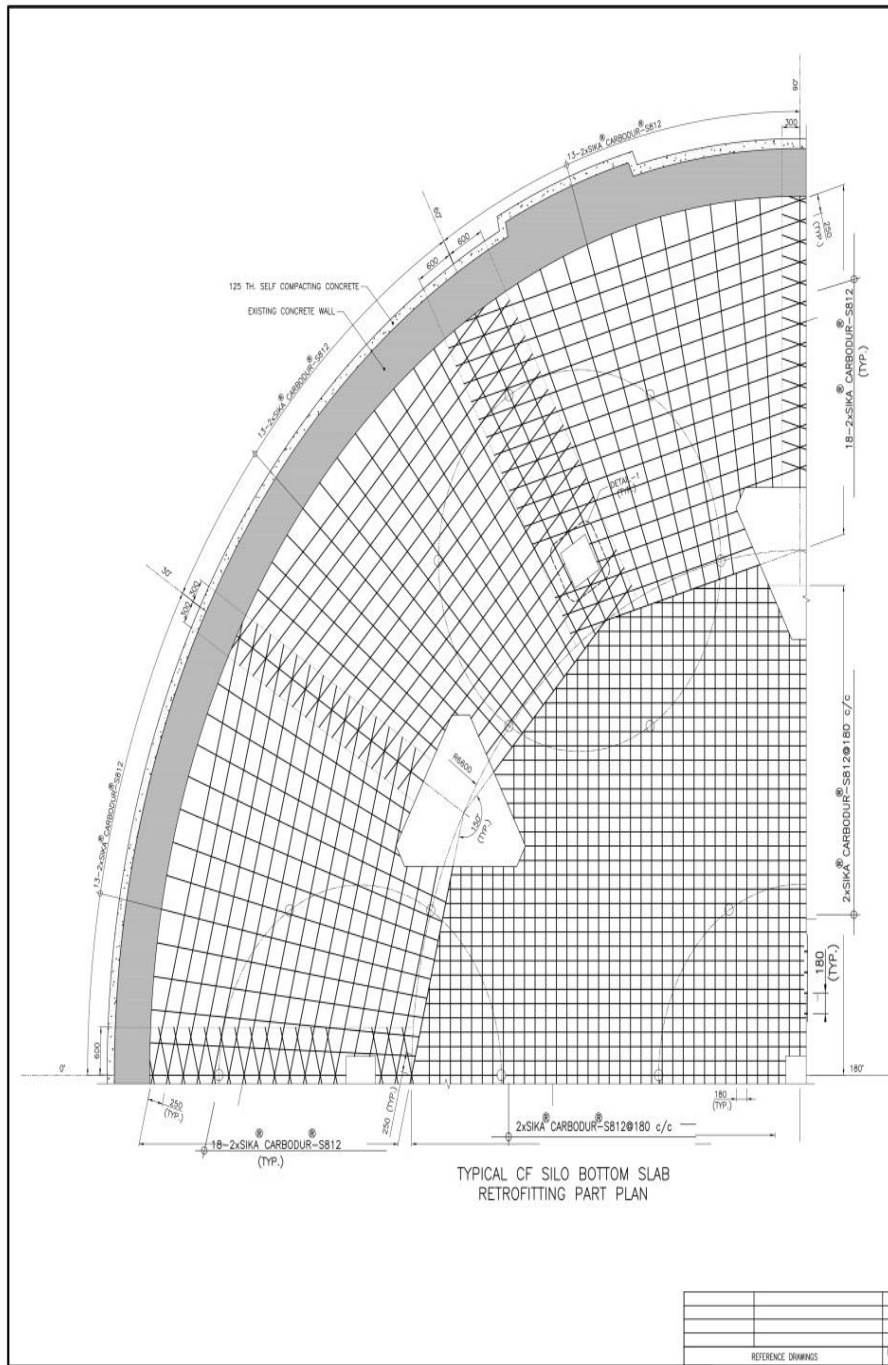 90'
300
13-2xSIKA® CARBODUR®-S812
60'
600
600
250
(TYP.)
125 TH. SELF COMPACTING CONCRETE
EXISTING CONCRETE WALL
18-2xSIKA® CARBODUR®-S812
(TYP.)
13-2xSIKA® CARBODUR®-S812
DETAIL-1
(TYP.)
30'
300
300
R6800
150'
(TYP.)
13-2xSIKA® CARBODUR®-S812
2xSIKA® CARBODUR®-S812@180 c/c
180
(TYP.)
600
0'
180'
250
(TYP.)
250 (TYP.)
180
(TYP.)
18-2xSIKA® CARBODUR®-S812
(TYP.)
2xSIKA® CARBODUR®-S812@180 c/c
TYPICAL CF SILO BOTTOM SLAB
RETROFITTING PART PLAN
REFERENCE DRAWINGS